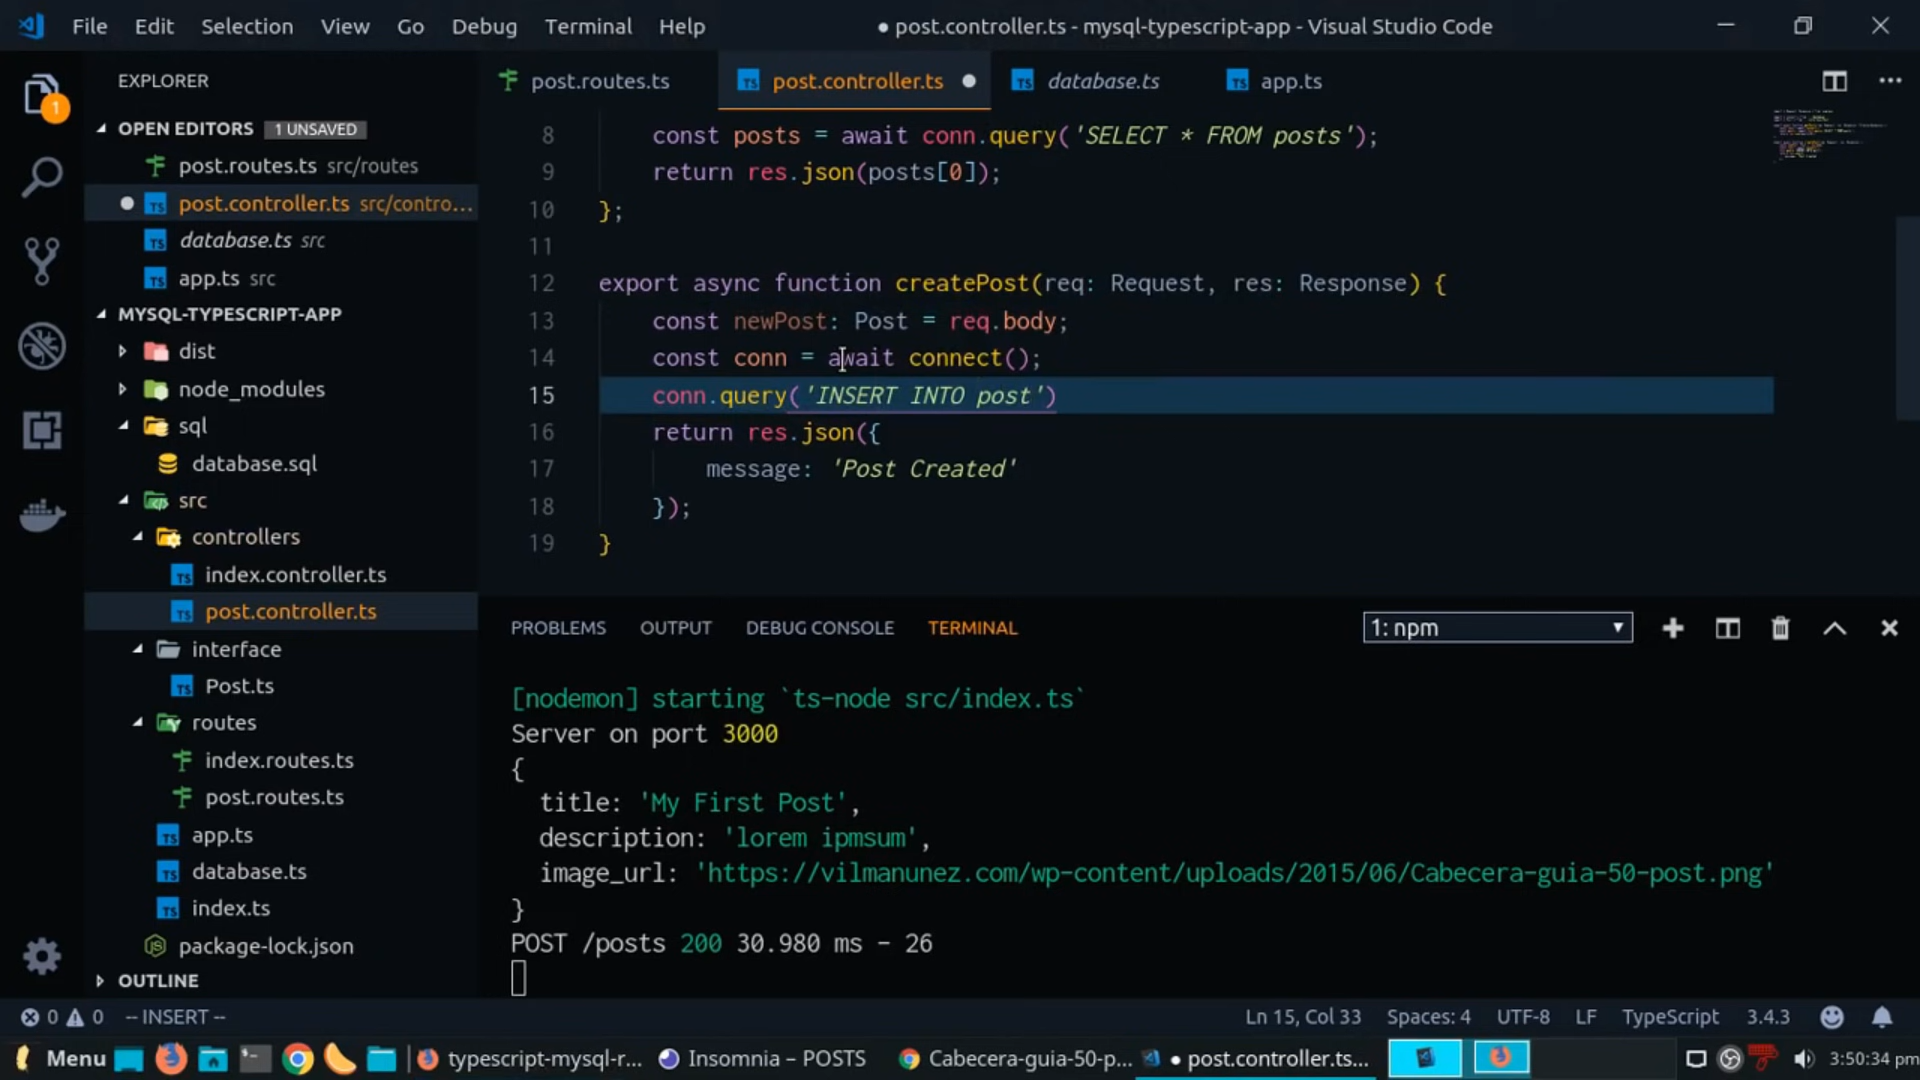 File Edit Selection View Go Debug Terminal Help ● post.controller.ts - mysql-typescript-app - Visual Studio Code
EXPLORER
1
OPEN EDITORS 1 UNSAVED
post.routes.ts src/routes
post.controller.ts src/contro...
database.ts src
app.ts src
MYSQL-TYPESCRIPT-APP
dist
node_modules
sql
database.sql
src
controllers
index.controller.ts
post.controller.ts
interface
Post.ts
routes
index.routes.ts
post.routes.ts
app.ts
database.ts
index.ts
package-lock.json
OUTLINE
post.routes.ts post.controller.ts database.ts app.ts
8 const posts = await conn.query('SELECT * FROM posts');
9 return res.json(posts[0]);
10 };
11
12 export async function createPost(req: Request, res: Response) {
13 const newPost: Post = req.body;
14 const conn = await connect();
15 conn.query('INSERT INTO post')
16 return res.json({
17 message: 'Post Created'
18 });
19 }
PROBLEMS OUTPUT DEBUG CONSOLE TERMINAL 1: npm
[nodemon] starting `ts-node src/index.ts`
Server on port 3000
{
title: 'My First Post',
description: 'lorem ipmsum',
image_url: 'https://vilmanunez.com/wp-content/uploads/2015/06/Cabecera-guia-50-post.png'
}
POST /posts 200 30.980 ms - 26
0 0 -- INSERT -- Ln 15, Col 33 Spaces: 4 UTF-8 LF TypeScript 3.4.3
Menu typescript-mysql-r... Insomnia – POSTS Cabecera-guia-50-p... ● post.controller.ts... 3:50:34 pm